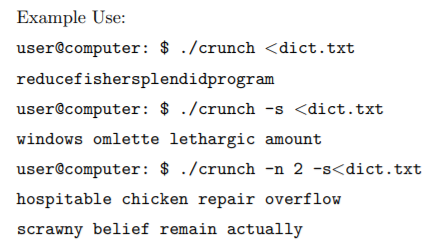 Example Use:
user@computer: $ ./crunch <dict.txt
reducefishersplendidprogram
user@computer: $ ./crunch -s <dict.txt
windows omlette lethargic amount
user@computer: $ ./crunch -n 2 -s<dict.txt
hospitable chicken repair overflow
scrawny belief remain actually